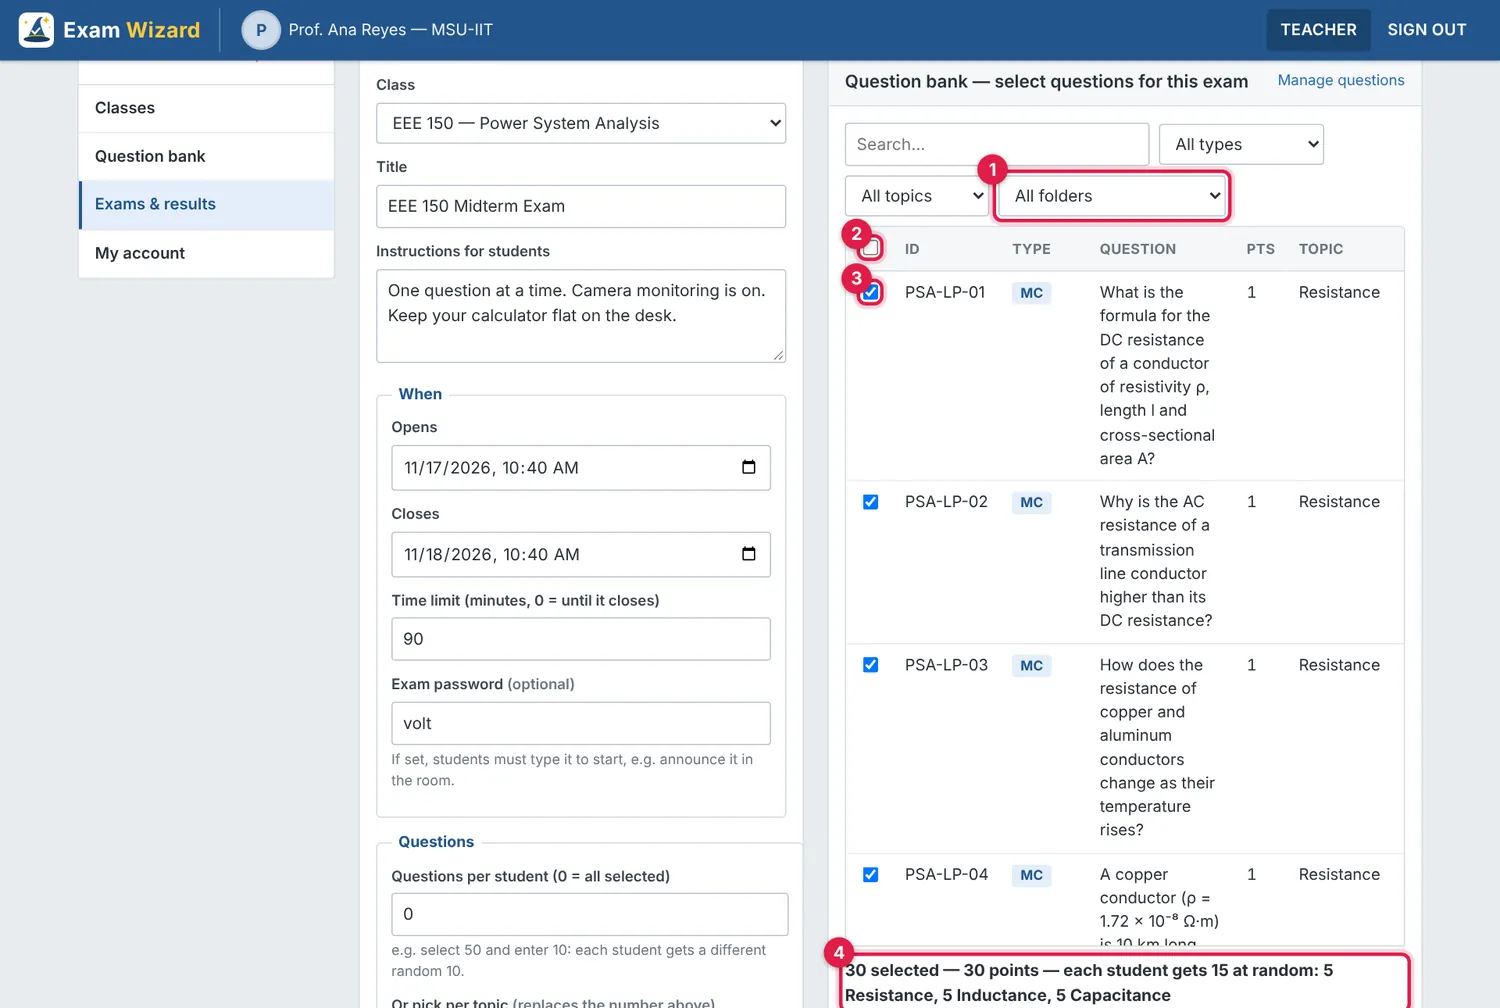 Exam Wizard
P
Prof. Ana Reyes — MSU-IIT
TEACHER
SIGN OUT
Classes
Question bank
Exams & results
My account
Class
EEE 150 — Power System Analysis
Title
EEE 150 Midterm Exam
Instructions for students
One question at a time. Camera monitoring is on.
Keep your calculator flat on the desk.
When
Opens
11/17/2026, 10:40 AM
Closes
11/18/2026, 10:40 AM
Time limit (minutes, 0 = until it closes)
90
Exam password (optional)
volt
If set, students must type it to start, e.g. announce it in
the room.
Questions
Questions per student (0 = all selected)
0
e.g. select 50 and enter 10: each student gets a different
random 10.
Or pick per topic (replaces the number above)
Question bank — select questions for this exam
Manage questions
Search...
All types
All topics
1
All folders
2
ID
TYPE
QUESTION
PTS
TOPIC
3
PSA-LP-01
MC
What is the
formula for the
DC resistance
of a conductor
of resistivity ρ,
length l and
cross-sectional
area A?
1
Resistance
PSA-LP-02
MC
Why is the AC
resistance of a
transmission
line conductor
higher than its
DC resistance?
1
Resistance
PSA-LP-03
MC
How does the
resistance of
copper and
aluminum
conductors
change as their
temperature
rises?
1
Resistance
PSA-LP-04
MC
A copper
conductor (ρ =
1.72 × 10⁻⁸ Ω·m)
is 10 km long
1
Resistance
4
30 selected — 30 points — each student gets 15 at random: 5
Resistance, 5 Inductance, 5 Capacitance